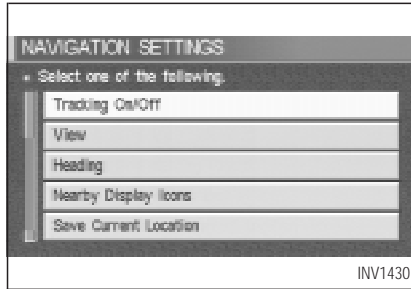 NAVIGATION SETTINGS
Select one of the following.
Tracking On/Off
View
Heading
Nearby Display Icons
Save Current Location
INV1430